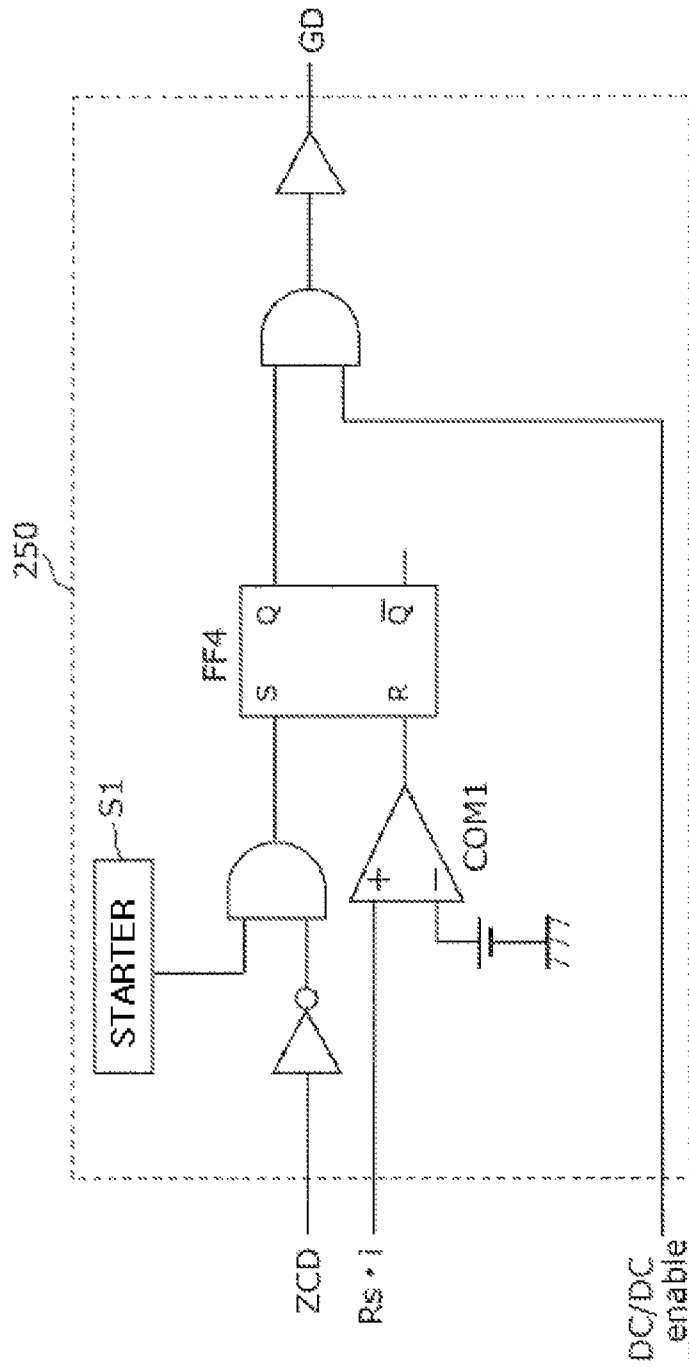 250
STARTER
S1
FF4
S
Q
R
Q̅
ZCD
Rs・i
+
−
COM1
DC/DC
enable
GD